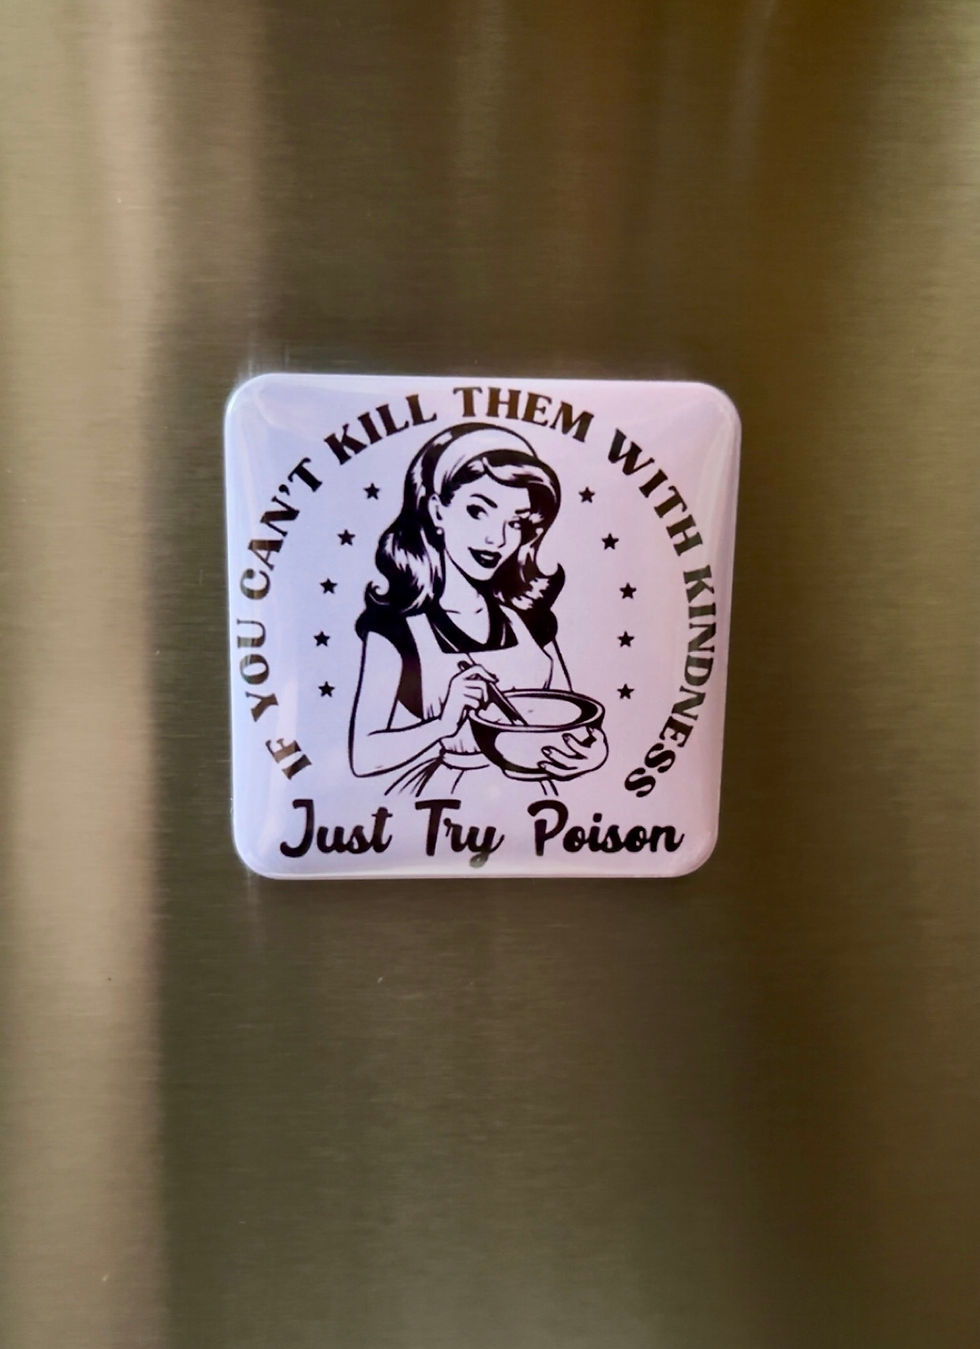 IF YOU CAN'T KILL THEM WITH KINDNESS
Just Try Poison